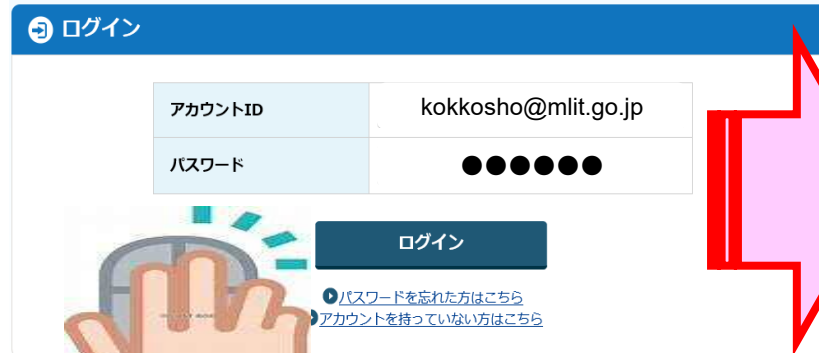 ログイン
アカウントID
kokkosho@mlit.go.jp
パスワード
●●●●●●
ログイン
パスワードを忘れた方はこちら
アカウントを持っていない方はこちら